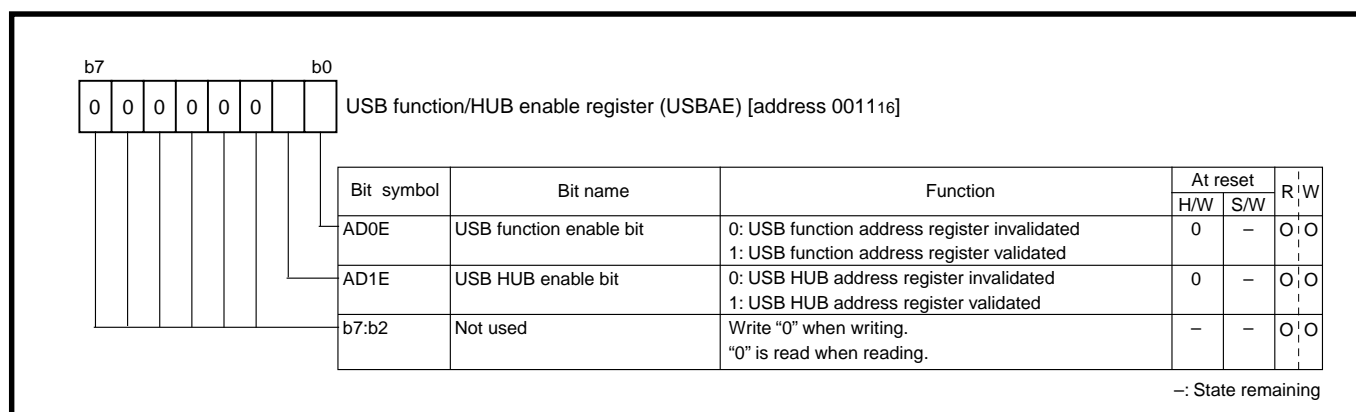 b7 b0
0 0 0 0 0 0 USB function/HUB enable register (USBAE) [address 001116]
Bit symbol Bit name Function At reset R W
H/W S/W
AD0E USB function enable bit 0: USB function address register invalidated 0 – O O
1: USB function address register validated
AD1E USB HUB enable bit 0: USB HUB address register invalidated 0 – O O
1: USB HUB address register validated
b7:b2 Not used Write “0” when writing. – – O O
“0” is read when reading.
–: State remaining